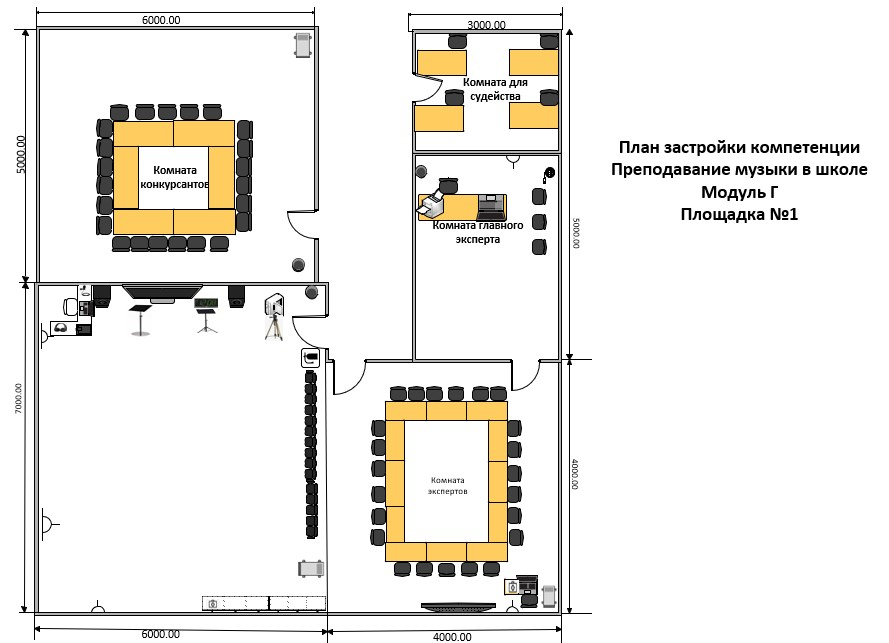 6000.00
3000.00
5000.00
Комната для
судейства
План застройки компетенции
Преподавание музыки в школе
Модуль Г
Площадка №1
Комната
конкурсантов
Комната главного
эксперта
5000.00
7000.00
Комната
экспертов
4000.00
6000.00
4000.00